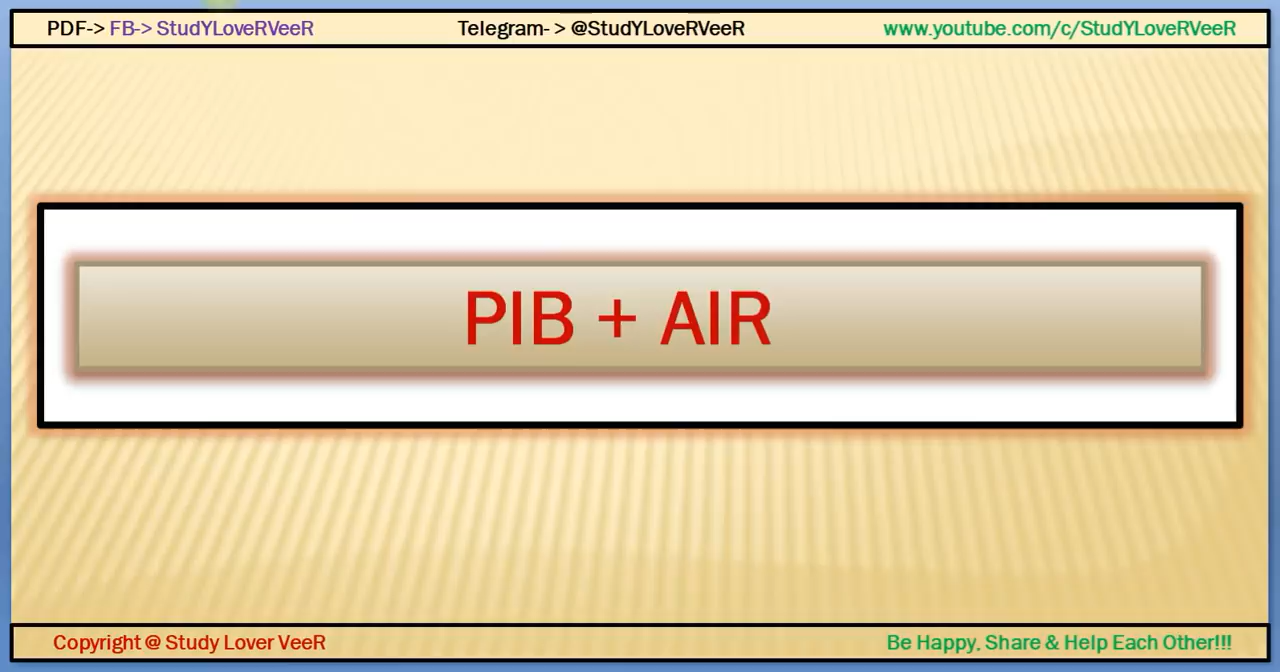 PDF-> FB-> StudYLoveRVeeR Telegram- > @StudYLoveRVeeR www.youtube.com/c/StudYLoveRVeeR
PIB + AIR
Copyright @ Study Lover VeeR Be Happy, Share & Help Each Other!!!